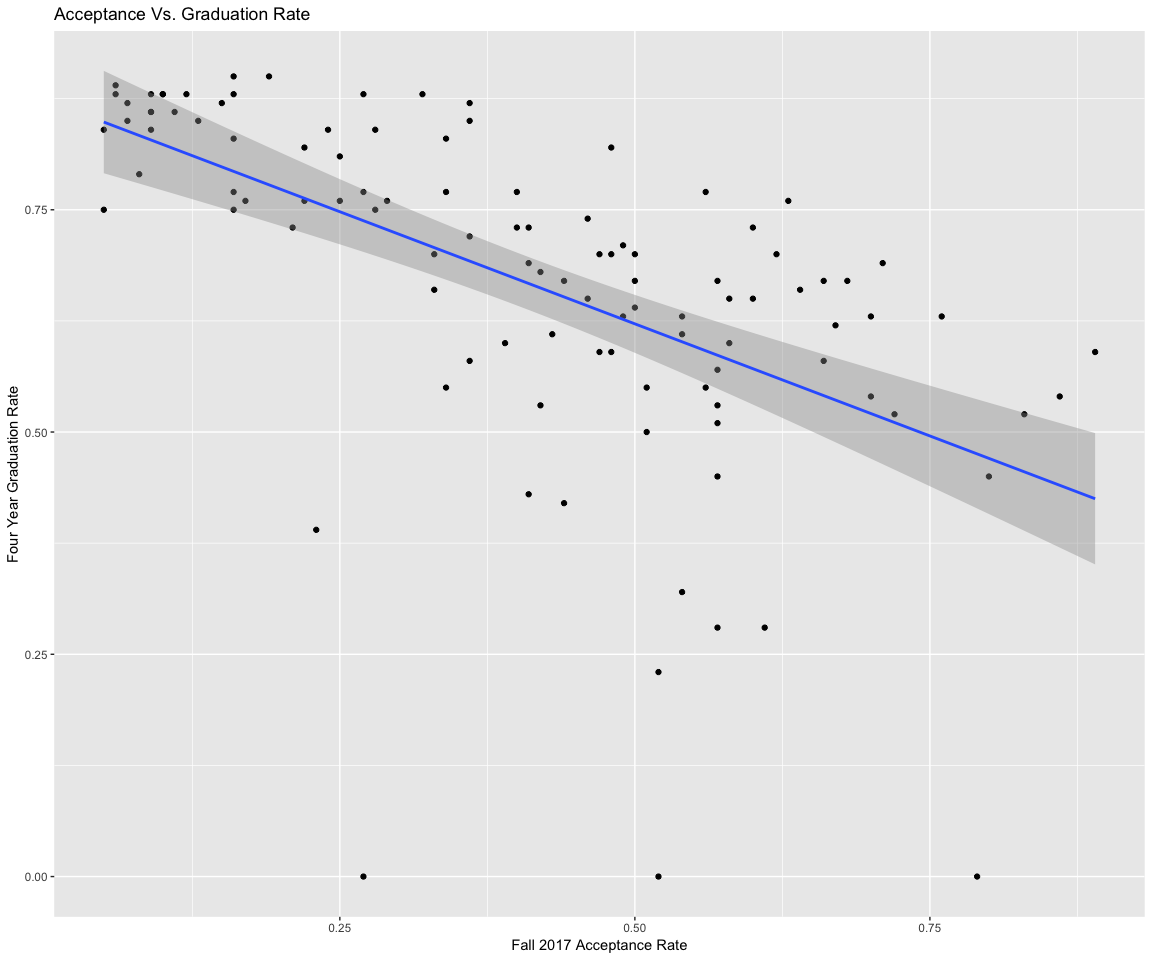 Acceptance Vs. Graduation Rate
Four Year Graduation Rate
0.75
0.50
0.25
0.00
0.25 0.50 0.75
Fall 2017 Acceptance Rate